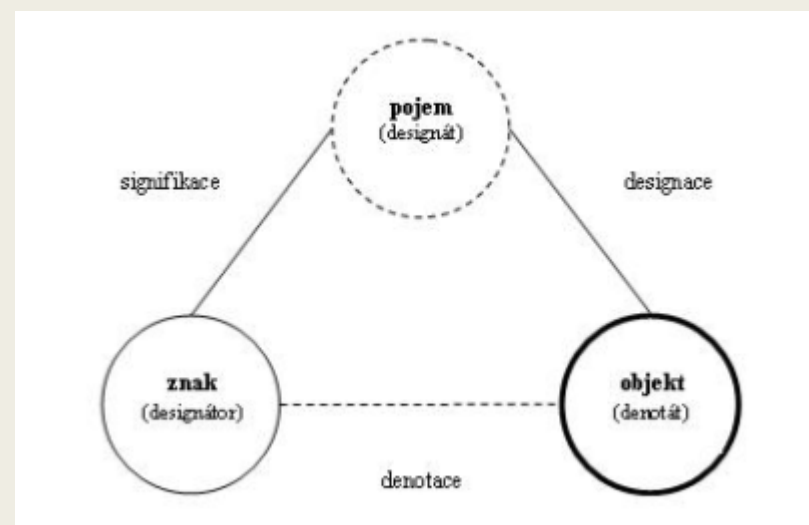 pojem
(designát)
signifikace
designace
znak
(designátor)
objekt
(denotát)
denotace